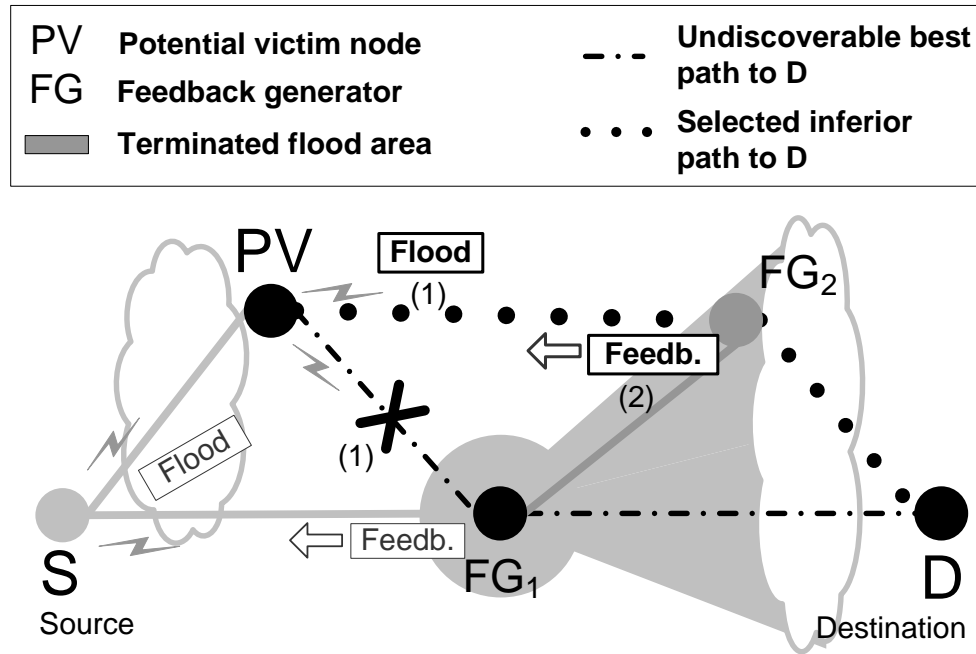 PV Potential victim node
FG Feedback generator
Terminated flood area
Undiscoverable best
path to D
Selected inferior
path to D
PV
Flood
(1)
FG₂
Feedb.
(2)
(1)
Flood
Feedb.
S
FG₁
D
Source
Destination